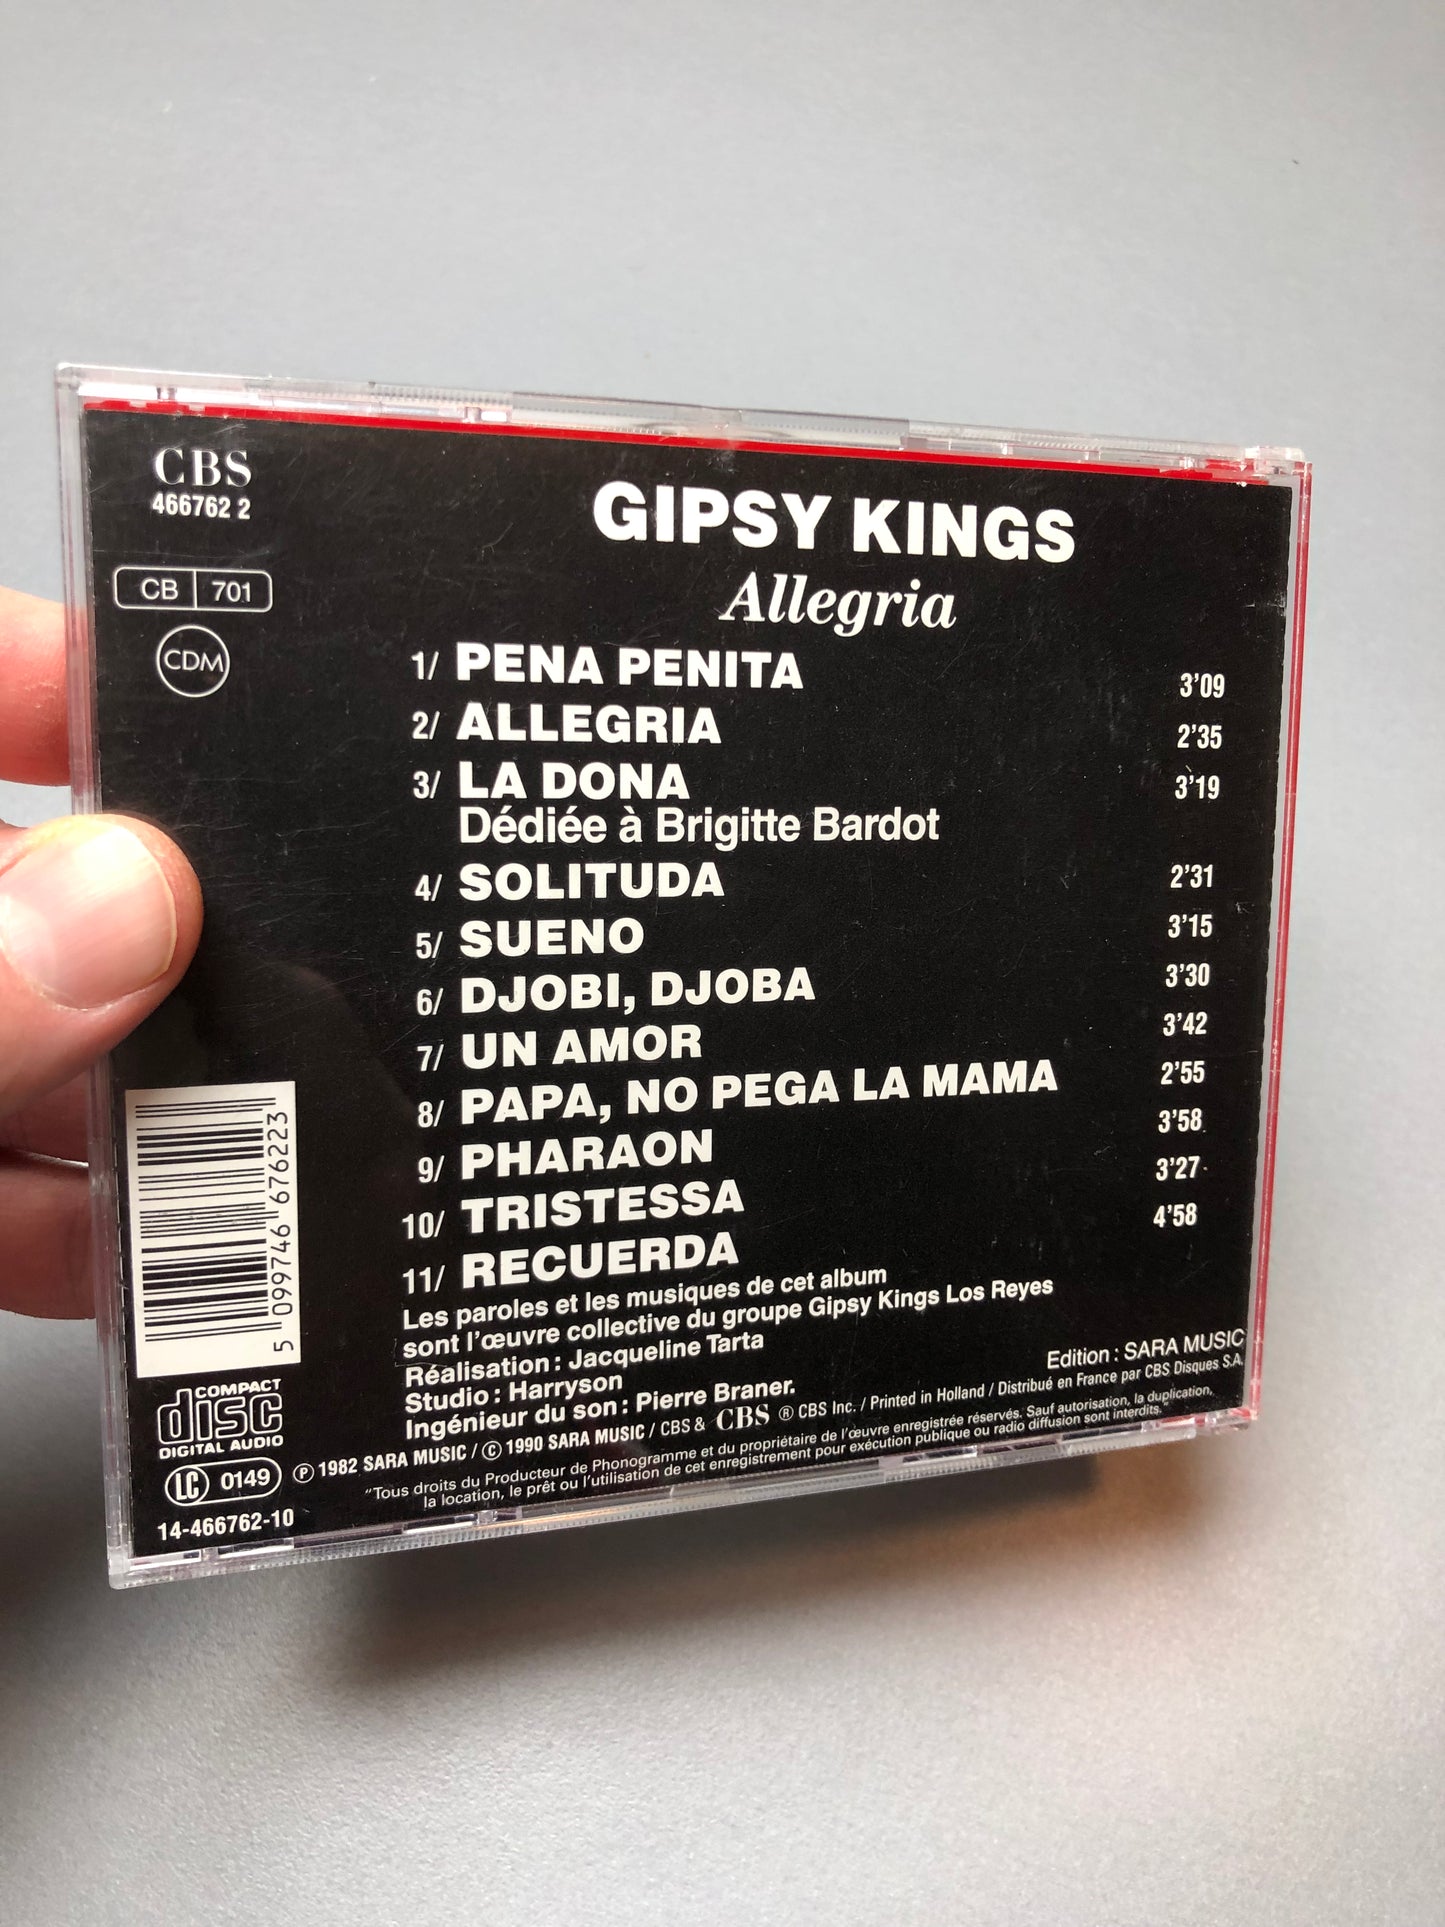 CBS
466762 2
CB 701
CDM
GIPSY KINGS
Allegria
1/ PENA PENITA 3'09
2/ ALLEGRIA 2'35
3/ LA DONA 3'19
Dédiée à Brigitte Bardot
4/ SOLITUDA 2'31
5/ SUENO 3'15
6/ DJOBI, DJOBA 3'30
7/ UN AMOR 3'42
8/ PAPA, NO PEGA LA MAMA 2'55
9/ PHARAON 3'58
10/ TRISTESSA 3'27
11/ RECUERDA 4'58
Les paroles et les musiques de cet album
sont l'œuvre collective du groupe Gipsy Kings Los Reyes
Réalisation : Jacqueline Tarta
Studio : Harryson
Ingénieur du son : Pierre Braner.
Edition : SARA MUSIC
Ⓟ 1982 SARA MUSIC / Ⓒ 1990 SARA MUSIC / CBS & CBS ® CBS Inc. / Printed in Holland / Distribué en France par CBS Disques S.A.
"Tous droits du Producteur de Phonogramme et du propriétaire de l'œuvre enregistrée réservés. Sauf autorisation, la duplication,
la location, le prêt ou l'utilisation de cet enregistrement pour exécution publique ou radio diffusion sont interdits."
5 099746 676223
COMPACT
disc
DIGITAL AUDIO
LC 0149
14-466762-10